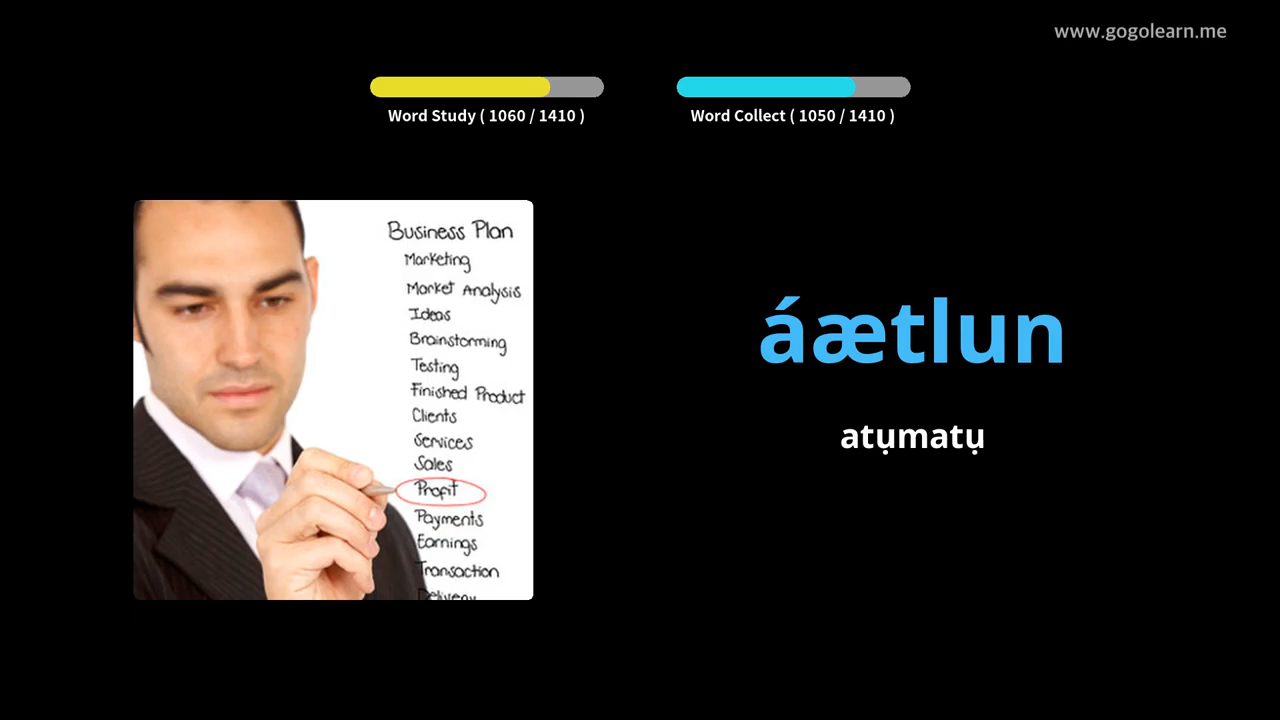 www.gogolearn.me
Word Study ( 1060 / 1410 )
Word Collect ( 1050 / 1410 )
Business Plan
Marketing
Market Analysis
Ideas
Brainstorming
Testing
Finished Product
Clients
Services
Sales
Profit
Payments
Earnings
Transaction
Delivery
áætlun
atụmatụ